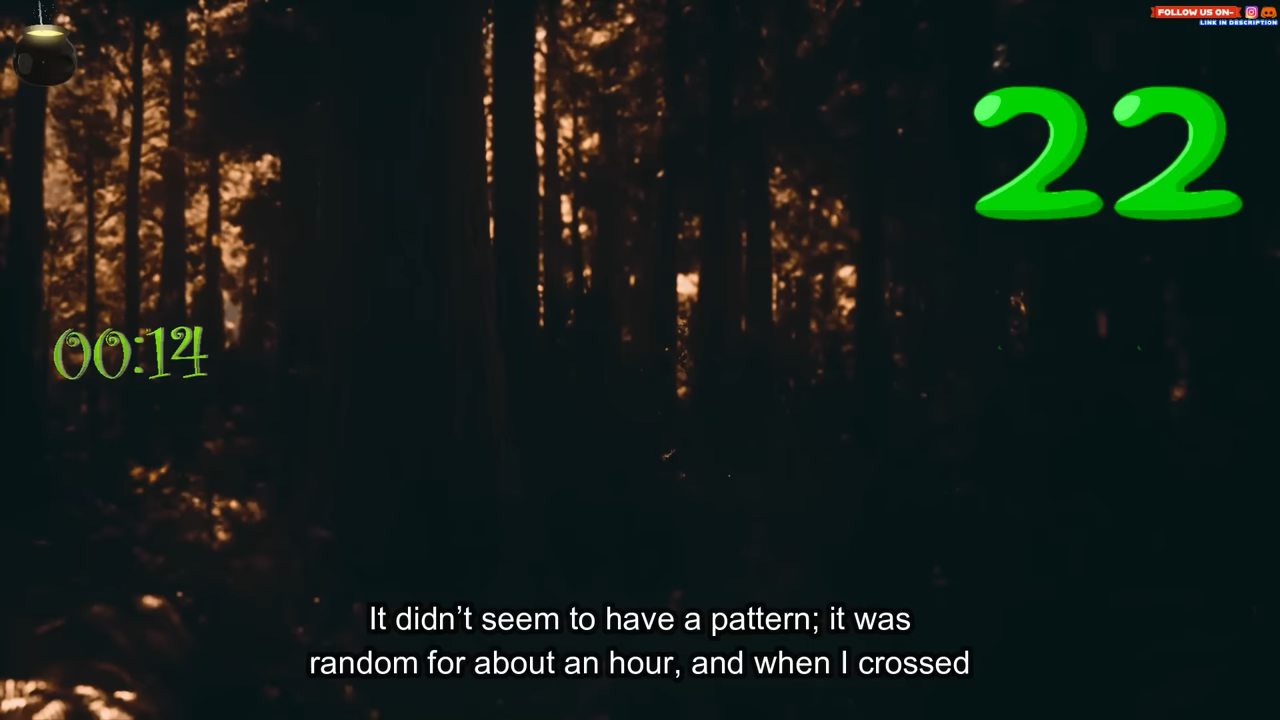 FOLLOW US ON-
LINK IN DESCRIPTION
22
00:14
It didn’t seem to have a pattern; it was
random for about an hour, and when I crossed